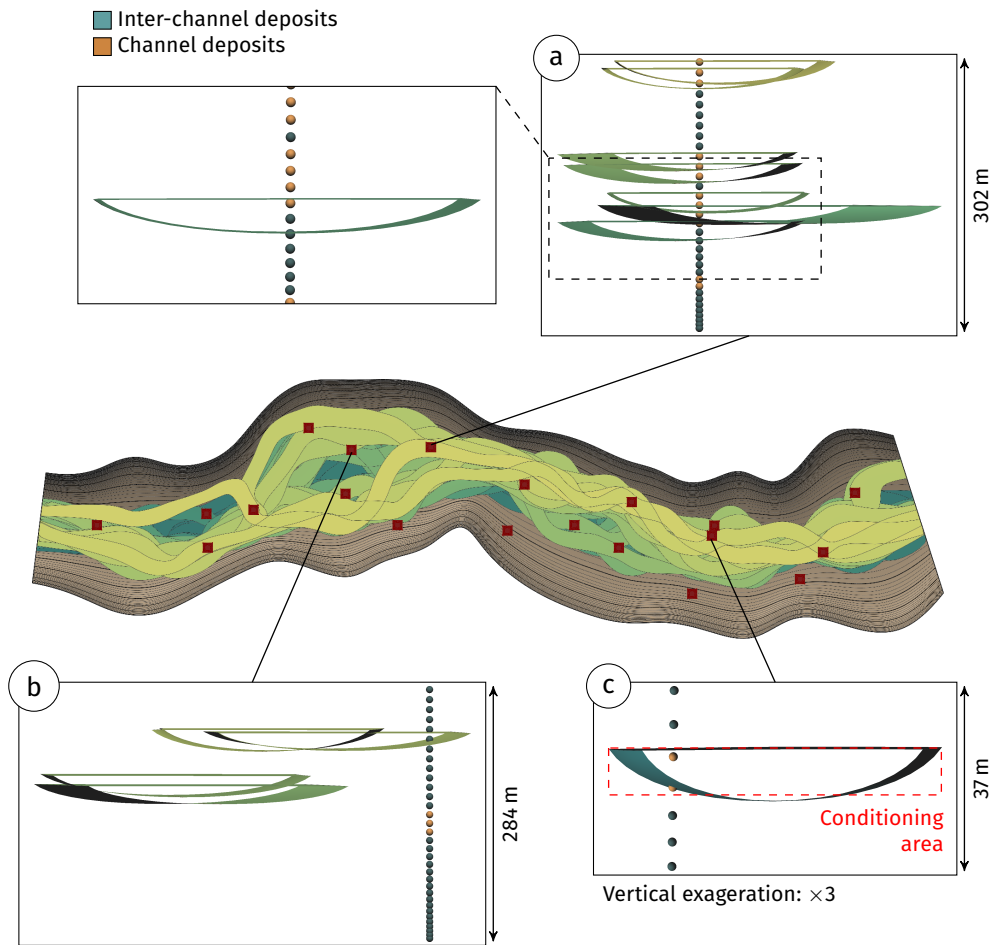 Inter-channel deposits
Channel deposits
a
302 m
b
284 m
c
37 m
Conditioning
area
Vertical exageration: ×3